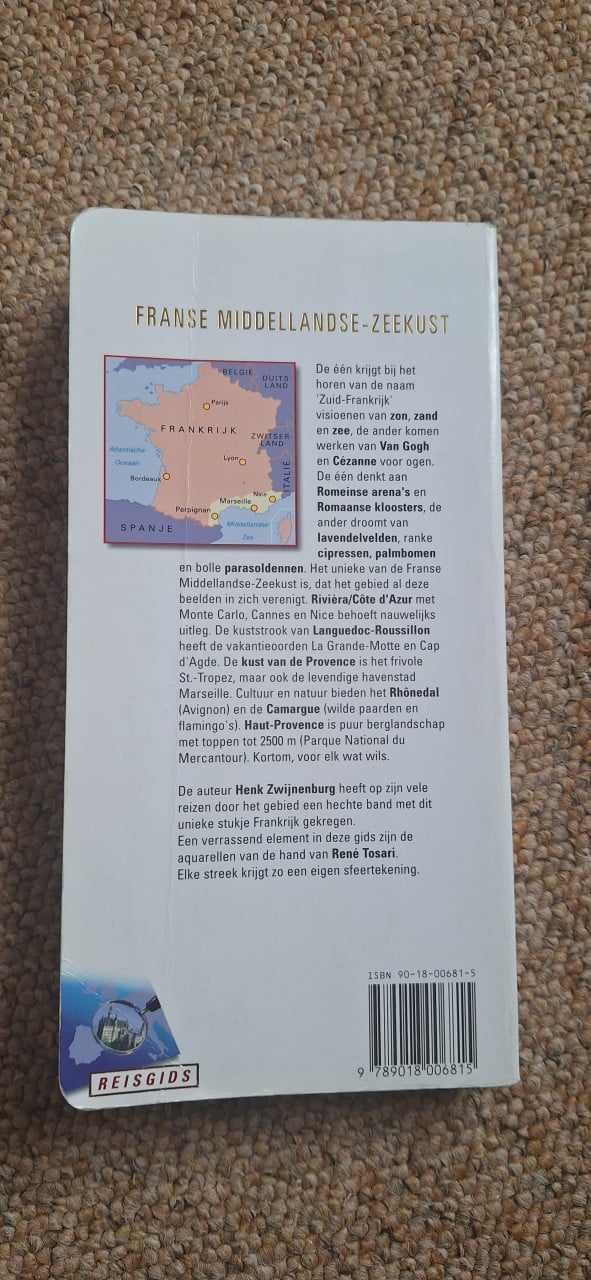 FRANSE MIDDELLANDSE-ZEEKUST
BELGIË
DUITS-
LAND
Parijs
FRANKRIJK
ZWITSER-
LAND
Atlantische
Oceaan
Lyon
ITALIË
Bordeaux
Nice
Marseille
Perpignan
Middellandse
Zee
SPANJE
De één krijgt bij het
horen van de naam
'Zuid-Frankrijk'
visioenen van zon, zand
en zee, de ander komen
werken van Van Gogh
en Cézanne voor ogen.
De één denkt aan
Romeinse arena's en
Romaanse kloosters, de
ander droomt van
lavendelvelden, ranke
cipressen, palmbomen
en bolle parasoldennen. Het unieke van de Franse
Middellandse-Zeekust is, dat het gebied al deze
beelden in zich verenigt. Rivièra/Côte d'Azur met
Monte Carlo, Cannes en Nice behoeft nauwelijks
uitleg. De kuststrook van Languedoc-Roussillon
heeft de vakantieoorden La Grande-Motte en Cap
d'Agde. De kust van de Provence is het frivole
St.-Tropez, maar ook de levendige havenstad
Marseille. Cultuur en natuur bieden het Rhônedal
(Avignon) en de Camargue (wilde paarden en
flamingo's). Haut-Provence is puur berglandschap
met toppen tot 2500 m (Parque National du
Mercantour). Kortom, voor elk wat wils.
De auteur Henk Zwijnenburg heeft op zijn vele
reizen door het gebied een hechte band met dit
unieke stukje Frankrijk gekregen.
Een verrassend element in deze gids zijn de
aquarellen van de hand van René Tosari.
Elke streek krijgt zo een eigen sfeertekening.
ISBN 90-18-00681-5
9 789018 006815
REISGIDS